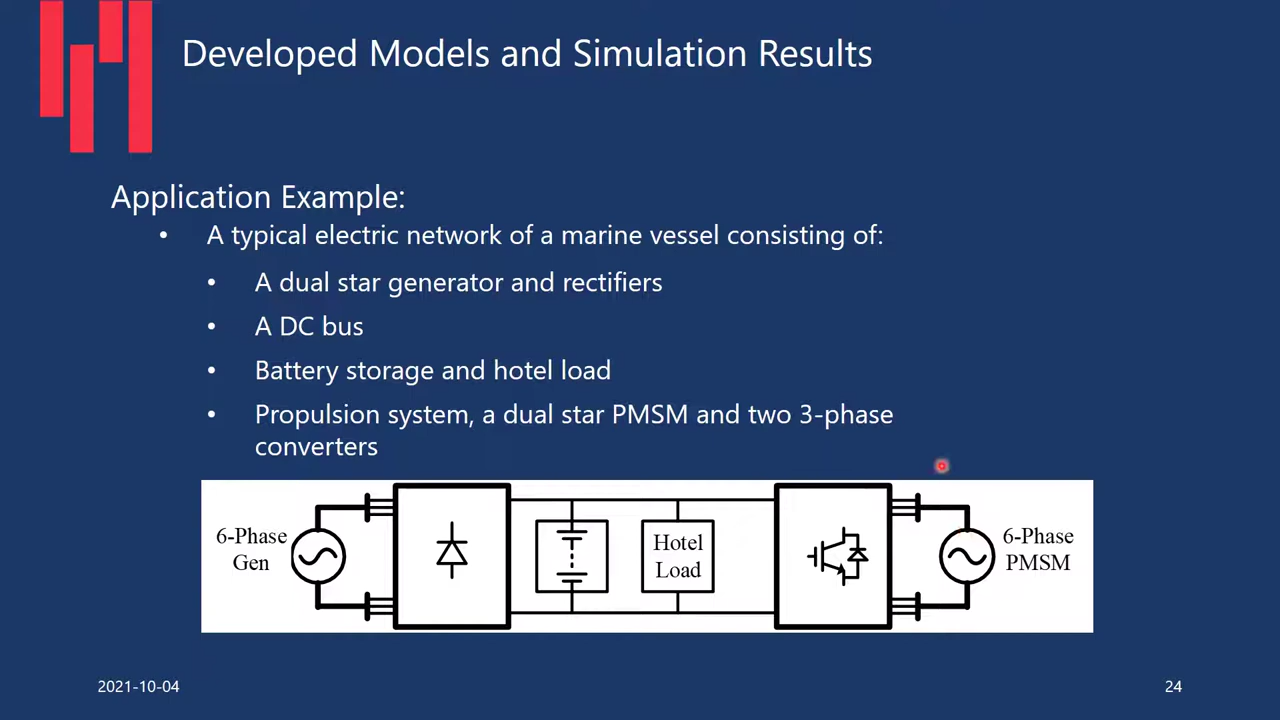 Developed Models and Simulation Results
Application Example:
• A typical electric network of a marine vessel consisting of:
• A dual star generator and rectifiers
• A DC bus
• Battery storage and hotel load
• Propulsion system, a dual star PMSM and two 3-phase
converters
6-Phase
Gen
Hotel
Load
6-Phase
PMSM
2021-10-04
24